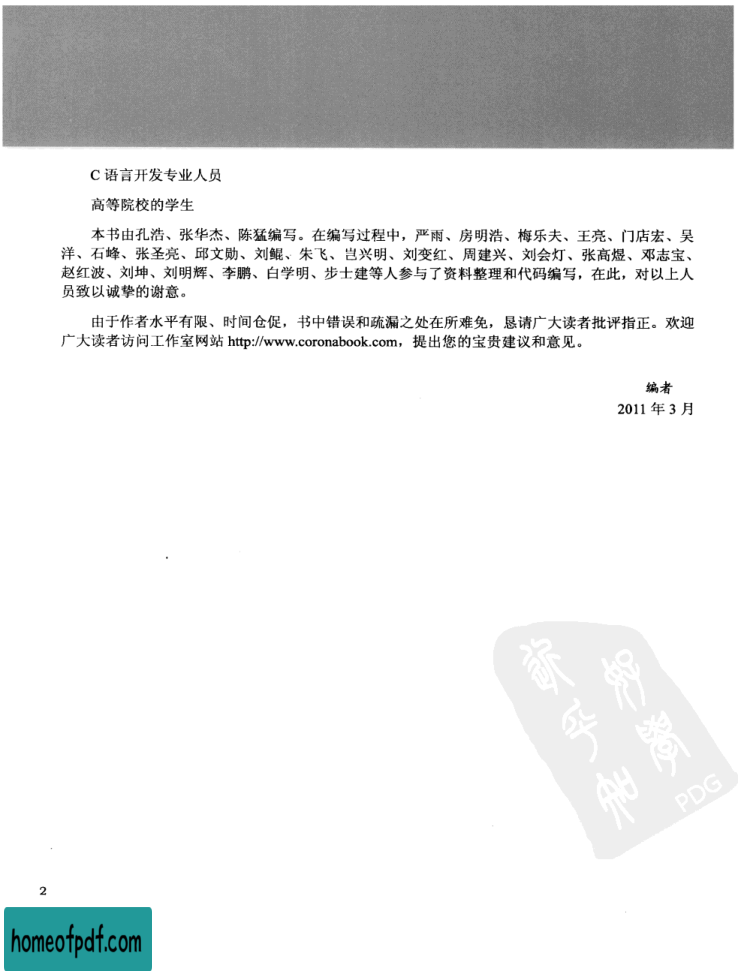 C 语言开发专业人员
高等院校的学生
本书由孔浩、张华杰、陈猛编写。在编写过程中，严雨、房明浩、梅乐夫、王亮、门店宏、吴
洋、石峰、张圣亮、邱文勋、刘鲲、朱飞、岂兴明、刘变红、周建兴、刘会灯、张高煜、邓志宝、
赵红波、刘坤、刘明辉、李鹏、白学明、步士建等人参与了资料整理和代码编写，在此，对以上人
员致以诚挚的谢意。
由于作者水平有限、时间仓促，书中错误和疏漏之处在所难免，恳请广大读者批评指正。欢迎
广大读者访问工作室网站 http://www.coronabook.com，提出您的宝贵建议和意见。
编者
2011 年 3 月
PDG
2
homeofpdf.com